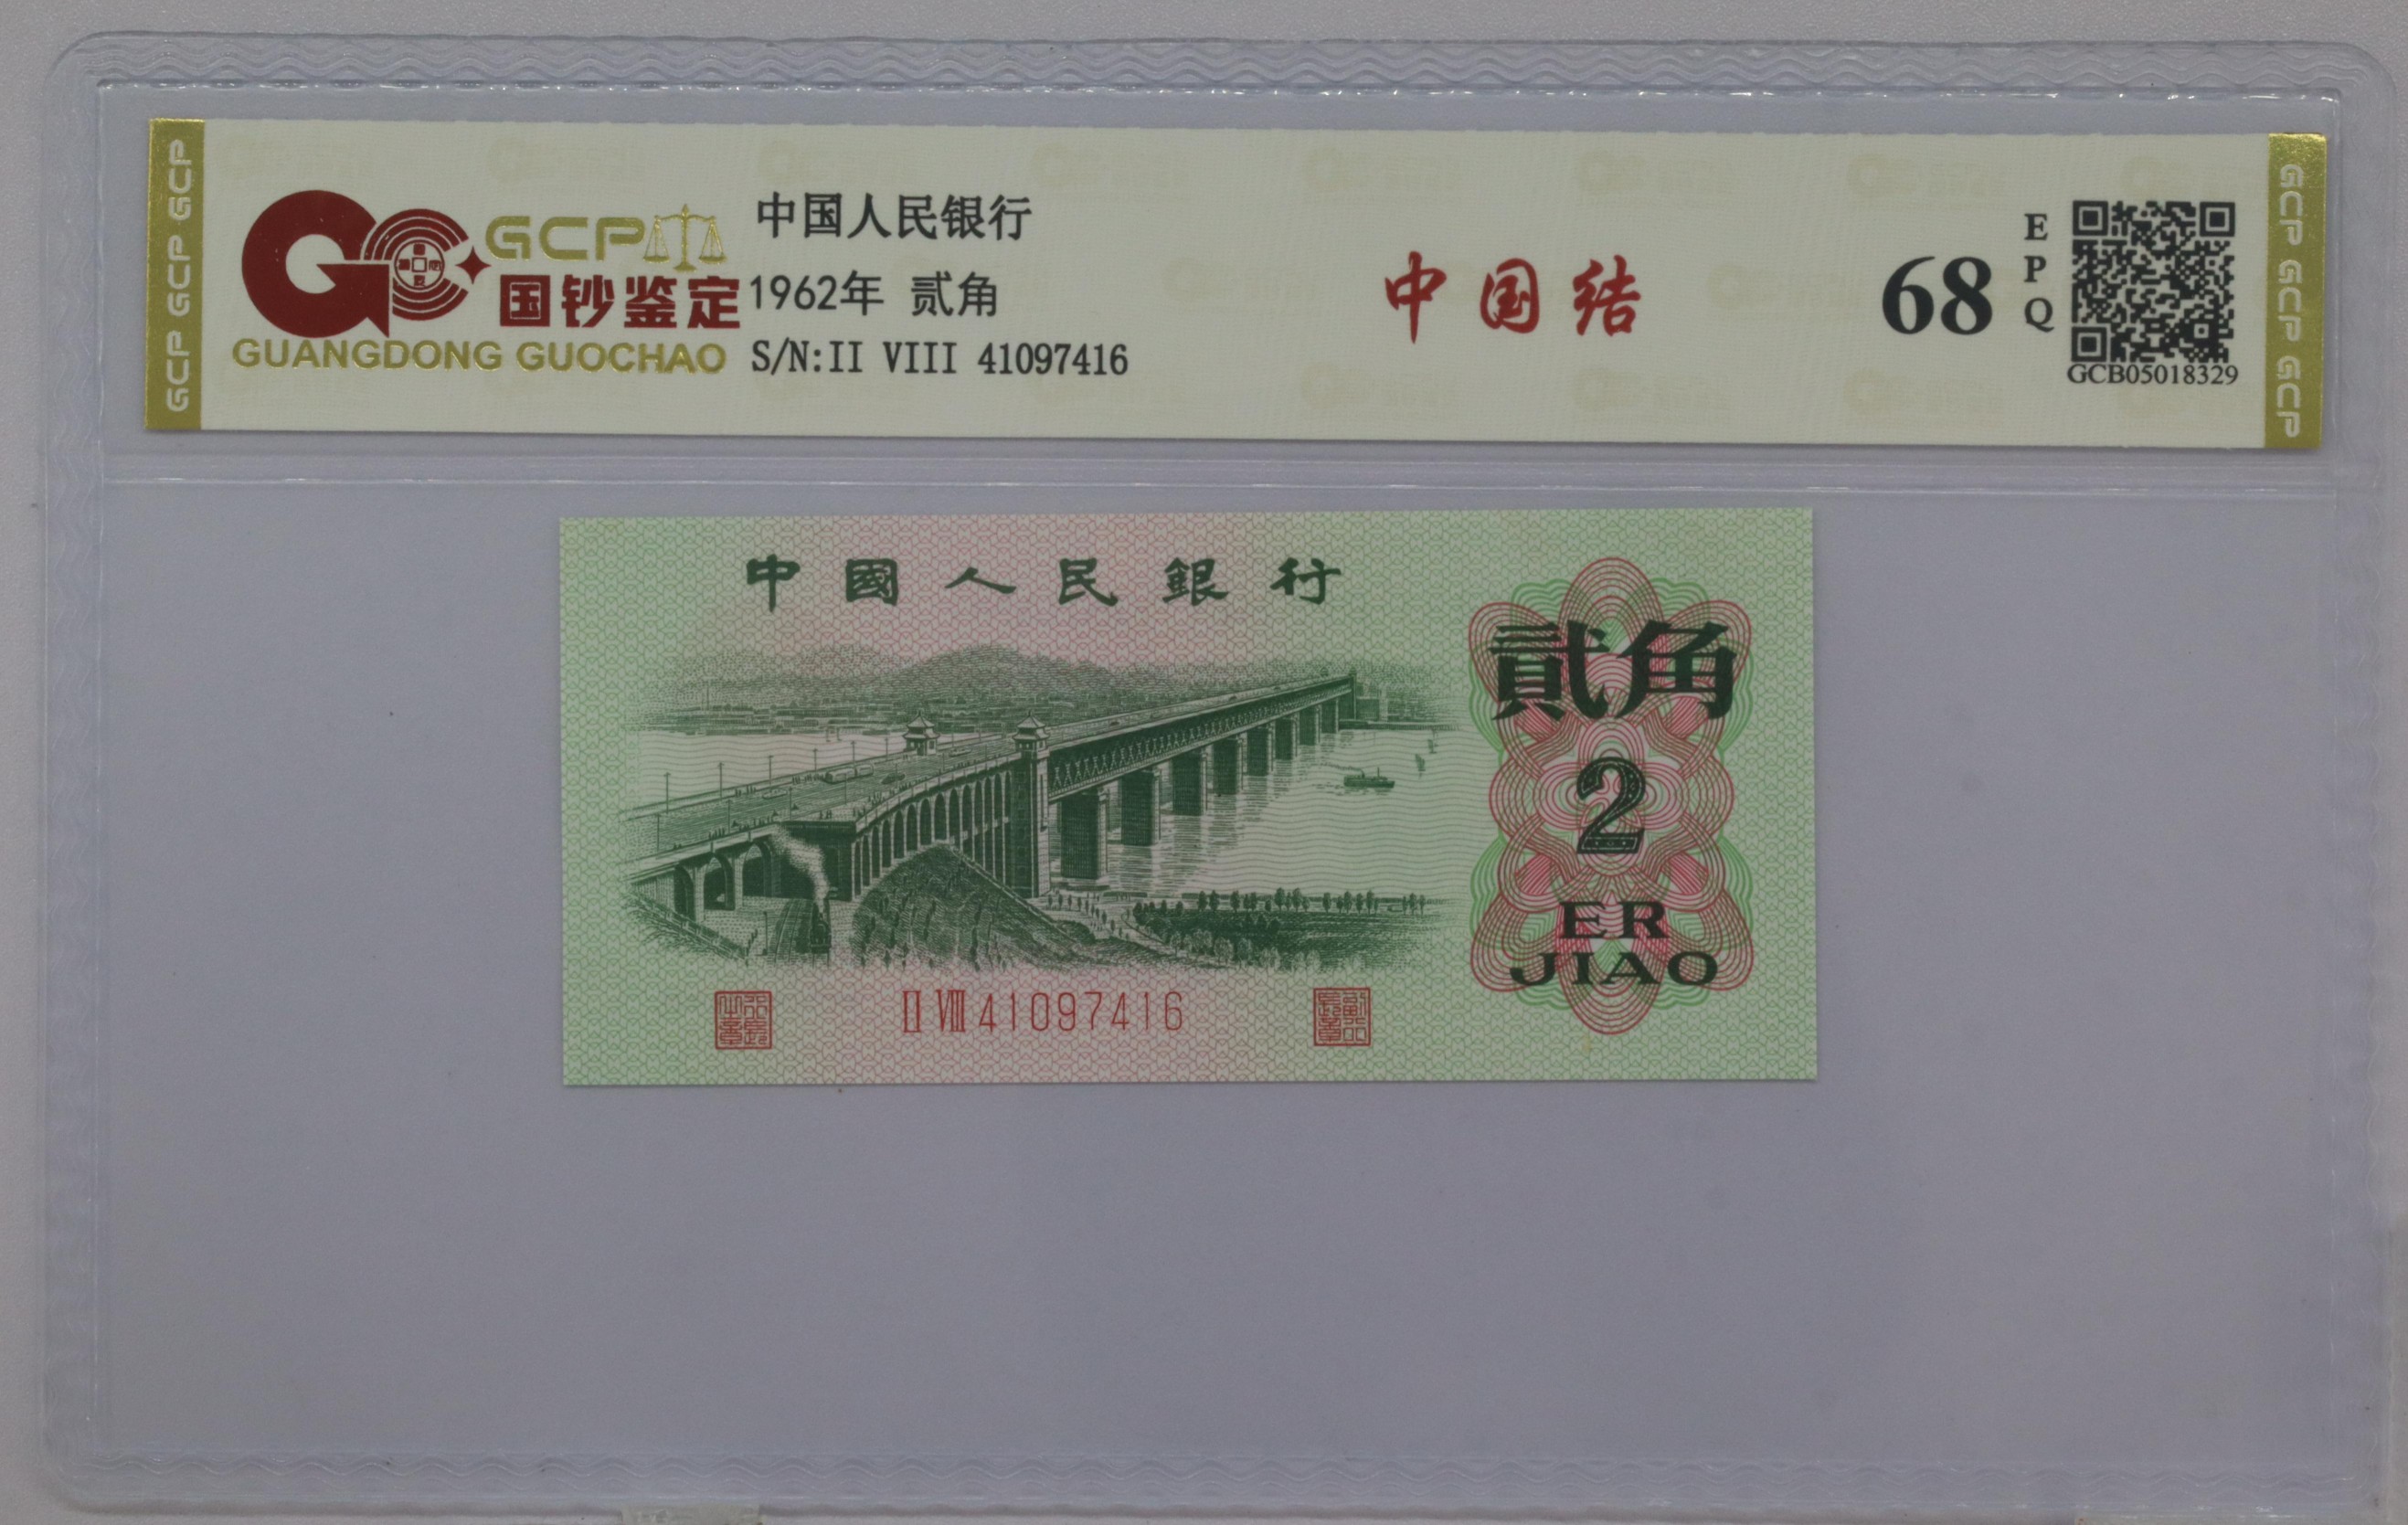 GCP GCP GCP
GCP
国钞鉴定
GUANGDONG GUOCHAO
中国人民银行
1962年 贰角
S/N:II VIII 41097416
中国结
68
EPQ
GCB05018329
GCP GCP GCP
中國人民銀行
貳角
2
ER
JIAO
II VIII 41097416